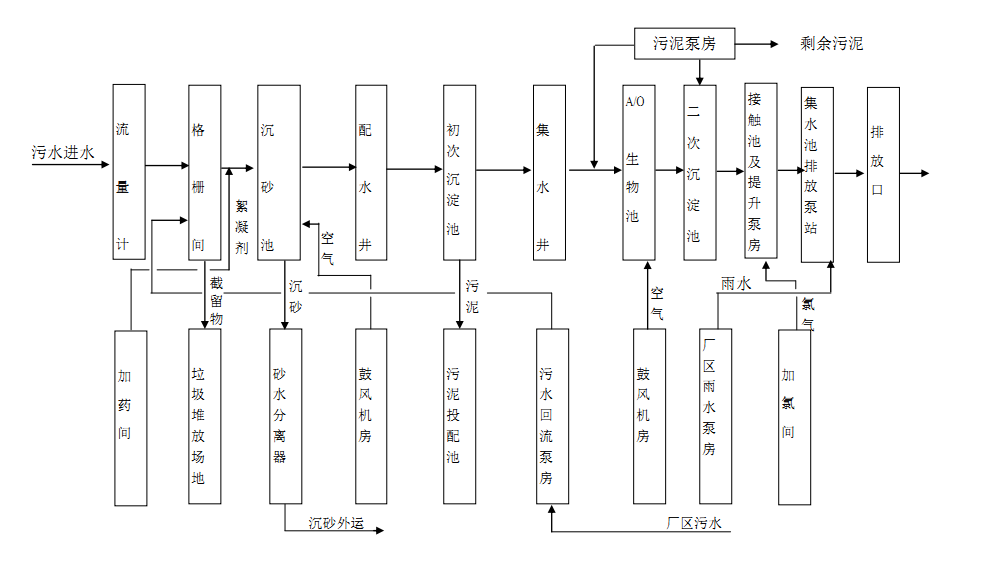 污泥泵房
剩余污泥
污水进水
流量计
格栅间
絮凝剂
沉砂池
空气
配水井
初次沉淀池
集水井
A/O
生物池
二次沉淀池
接触池及提升泵房
集水池排放泵站
排放口
截留物
沉砂
污泥
空气
雨水
氯气
加药间
垃圾堆放场地
砂水分离器
鼓风机房
污泥投配池
污水回流泵房
鼓风机房
厂区雨水泵房
加氯间
沉砂外运
厂区污水